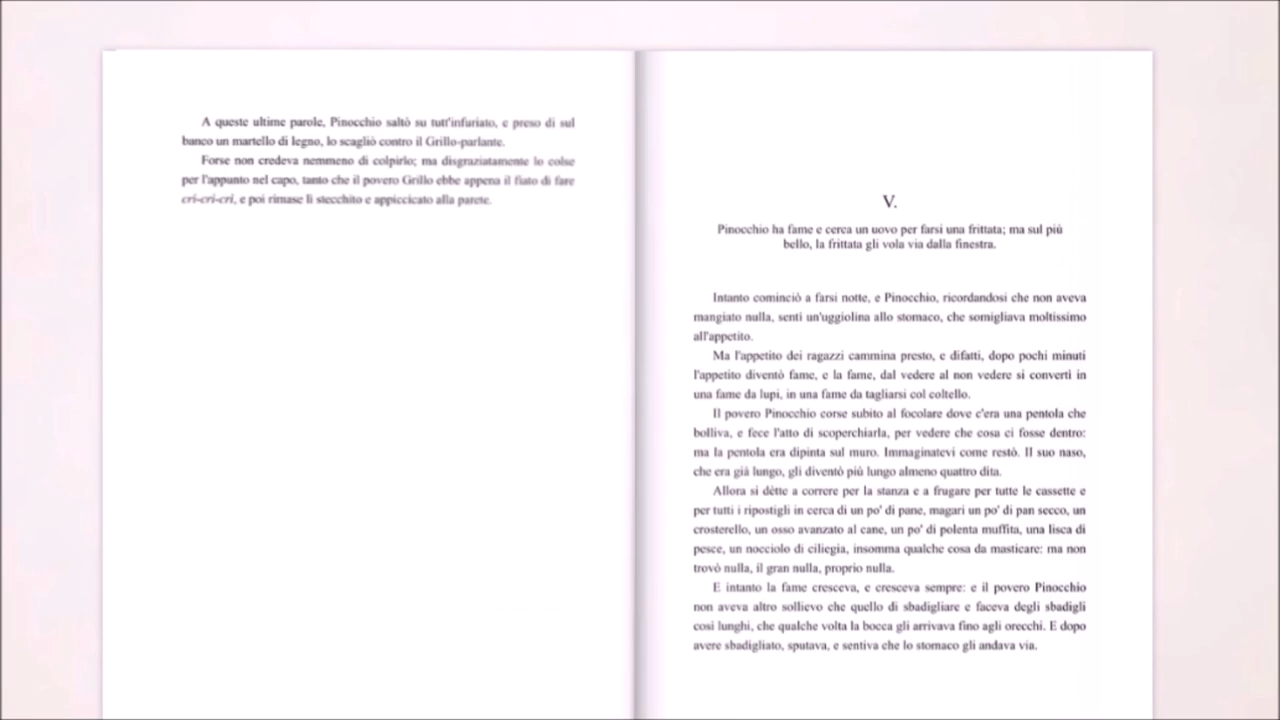 A queste ultime parole, Pinocchio saltò su tutt'infuriato, e preso di sul
banco un martello di legno, lo scagliò contro il Grillo-parlante.
Forse non credeva nemmeno di colpirlo; ma disgraziatamente lo colse
per l'appunto nel capo, tanto che il povero Grillo ebbe appena il fiato di fare
cri-cri-cri, e poi rimase lì stecchito e appiccicato alla parete.
V.
Pinocchio ha fame e cerca un uovo per farsi una frittata; ma sul più
bello, la frittata gli vola via dalla finestra.
Intanto cominciò a farsi notte, e Pinocchio, ricordandosi che non aveva
mangiato nulla, sentì un'uggiolina allo stomaco, che somigliava moltissimo
all'appetito.
Ma l'appetito dei ragazzi cammina presto, e difatti, dopo pochi minuti
l'appetito diventò fame, e la fame, dal vedere al non vedere si convertì in
una fame da lupi, in una fame da tagliarsi col coltello.
Il povero Pinocchio corse subito al focolare dove c'era una pentola che
bolliva, e fece l'atto di scoperchiarla, per vedere che cosa ci fosse dentro:
ma la pentola era dipinta sul muro. Immaginatevi come restò. Il suo naso,
che era già lungo, gli diventò più lungo almeno quattro dita.
Allora si dètte a correre per la stanza e a frugare per tutte le cassette e
per tutti i ripostigli in cerca di un po' di pane, magari un po' di pan secco, un
crosterello, un osso avanzato al cane, un po' di polenta muffita, una lisca di
pesce, un nocciolo di ciliegia, insomma qualche cosa da masticare: ma non
trovò nulla, il gran nulla, proprio nulla.
E intanto la fame cresceva, e cresceva sempre: e il povero Pinocchio
non aveva altro sollievo che quello di sbadigliare e faceva degli sbadigli
così lunghi, che qualche volta la bocca gli arrivava fino agli orecchi. E dopo
avere sbadigliato, sputava, e sentiva che lo stomaco gli andava via.